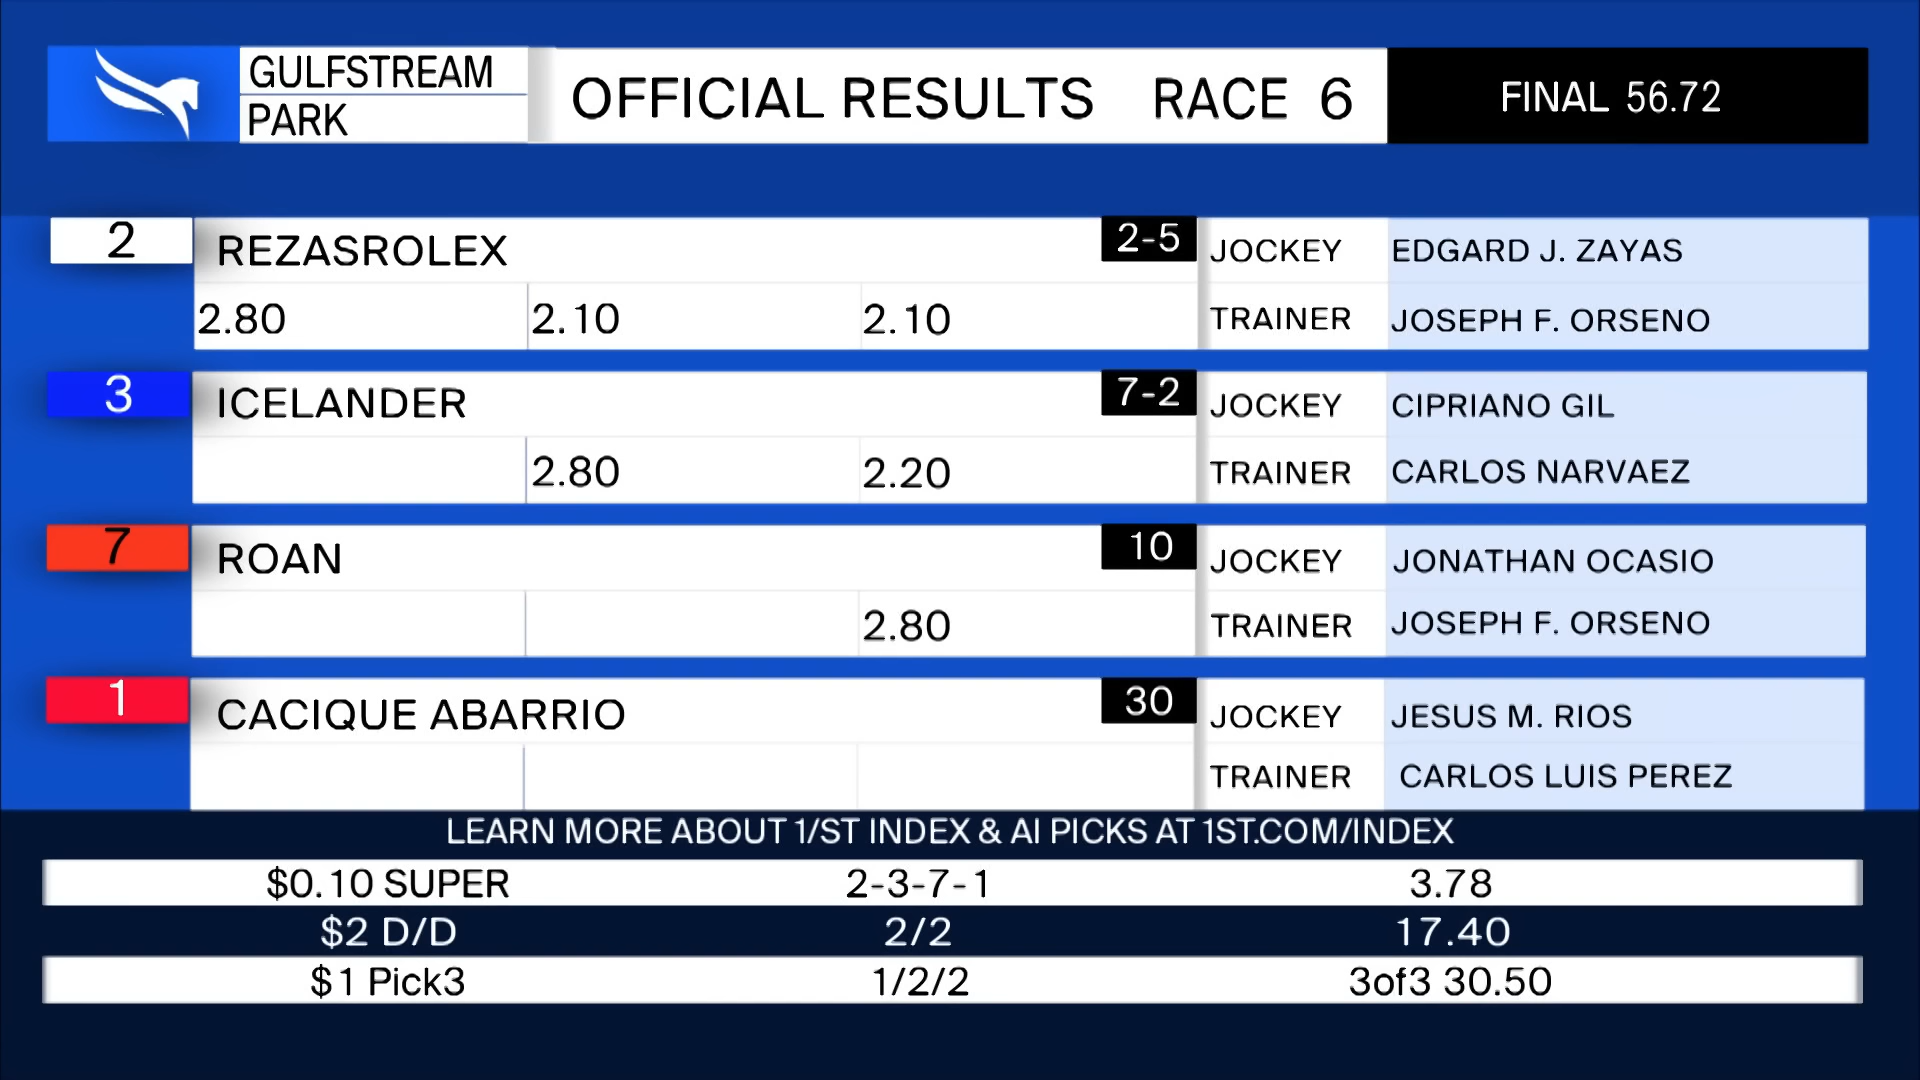 GULFSTREAM
PARK
OFFICIAL RESULTS RACE 6
FINAL 56.72
2 REZASROLEX 2-5 JOCKEY EDGARD J. ZAYAS
2.80 2.10 2.10 TRAINER JOSEPH F. ORSENO
3 ICELANDER 7-2 JOCKEY CIPRIANO GIL
2.80 2.20 TRAINER CARLOS NARVAEZ
7 ROAN 10 JOCKEY JONATHAN OCASIO
2.80 TRAINER JOSEPH F. ORSENO
1 CACIQUE ABARRIO 30 JOCKEY JESUS M. RIOS
TRAINER CARLOS LUIS PEREZ
LEARN MORE ABOUT 1/ST INDEX & AI PICKS AT 1ST.COM/INDEX
$0.10 SUPER 2-3-7-1 3.78
$2 D/D 2/2 17.40
$1 Pick3 1/2/2 3of3 30.50